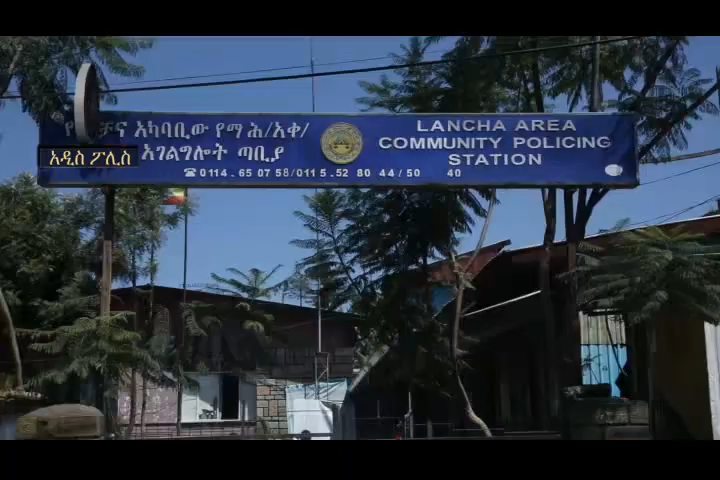 አካባቢው የማ ሕ/አቀ/
አገልግሎት ጣቢያ
LANCHA AREA
COMMUNITY POLICING
STATION
☎0114. 65 07 58/011 5. 52 80 44/50 40
አዲስ ፖሊስ